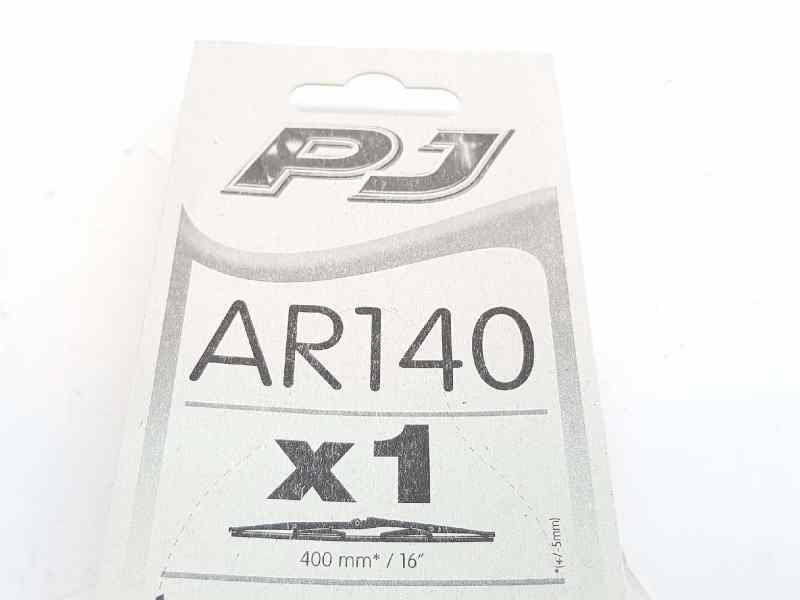 PJ
AR140
x1
400 mm* / 16"
*(+/-5mm)